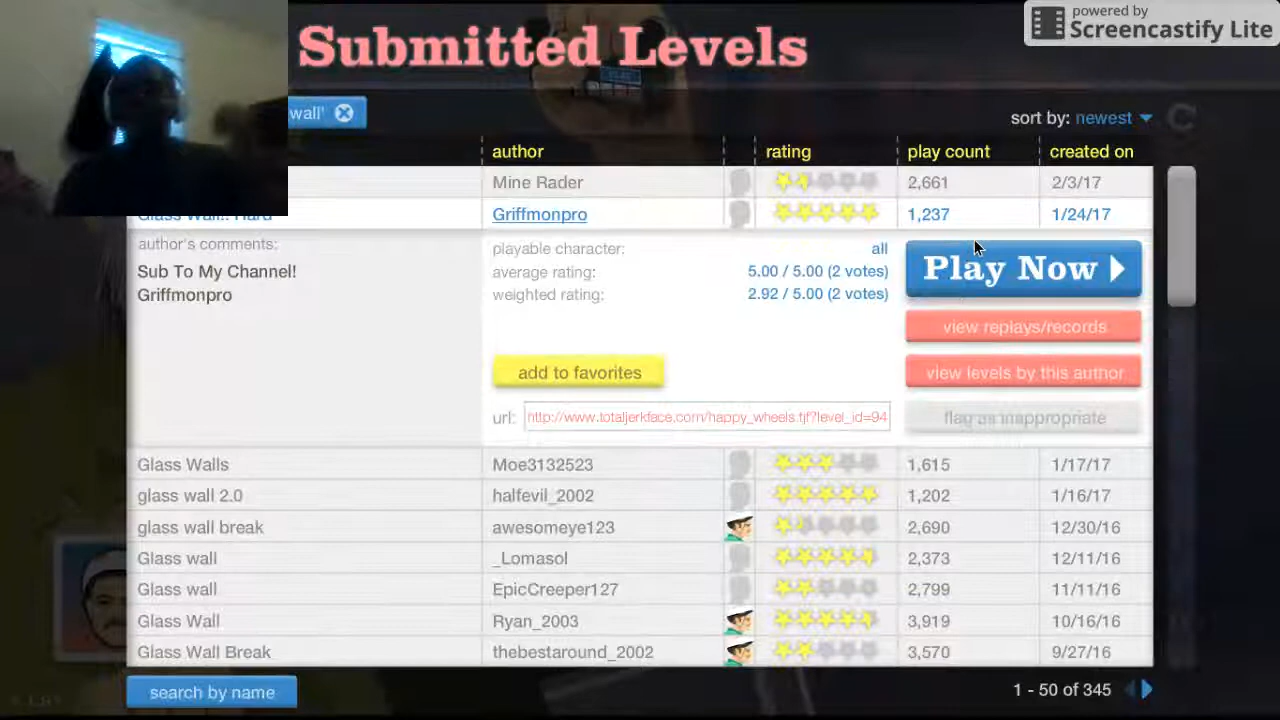 powered by
Screencastify Lite
Submitted Levels
wall'
sort by: newest
author rating play count created on
Mine Rader 2,661 2/3/17
Glass Wall!! Hard Griffmonpro 1,237 1/24/17
author's comments:
Sub To My Channel!
Griffmonpro
playable character: all
average rating: 5.00 / 5.00 (2 votes)
weighted rating: 2.92 / 5.00 (2 votes)
Play Now
view replays/records
add to favorites
view levels by this author
url: http://www.totaljerkface.com/happy_wheels.tjf?level_id=94
flag as inappropriate
Glass Walls Moe3132523 1,615 1/17/17
glass wall 2.0 halfevil_2002 1,202 1/16/17
glass wall break awesomeye123 2,690 12/30/16
Glass wall _Lomasol 2,373 12/11/16
Glass wall EpicCreeper127 2,799 11/11/16
Glass Wall Ryan_2003 3,919 10/16/16
Glass Wall Break thebestaround_2002 3,570 9/27/16
search by name
1 - 50 of 345